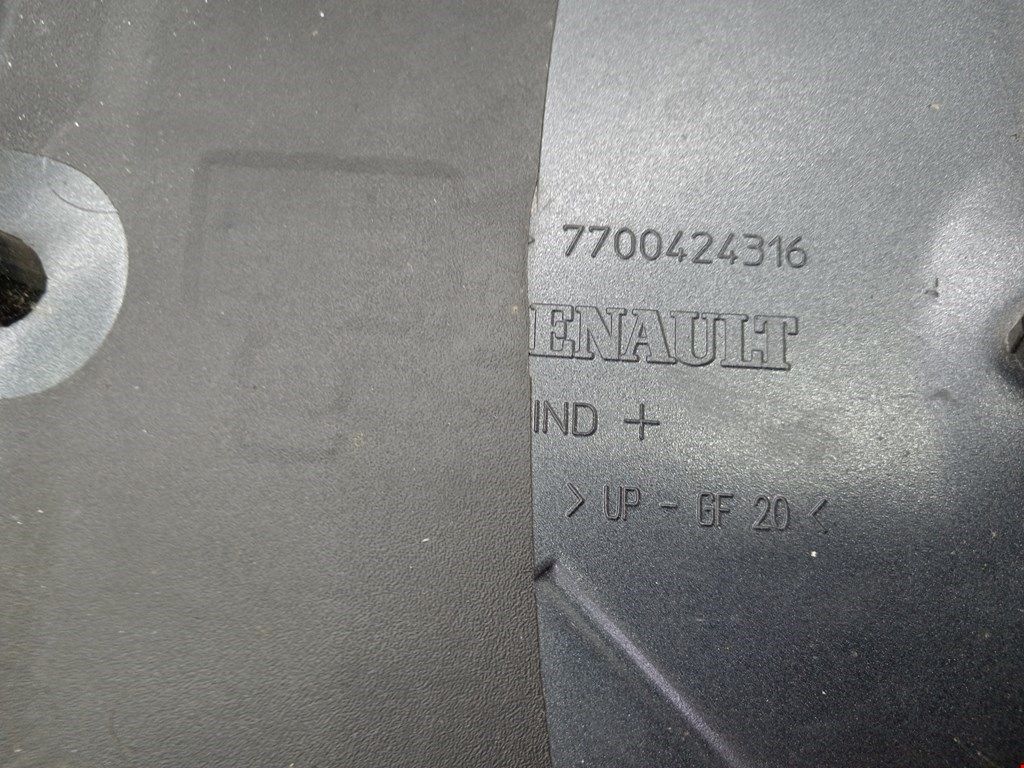 7700424316
ENAULT
IND +
> UP - GF 20 <